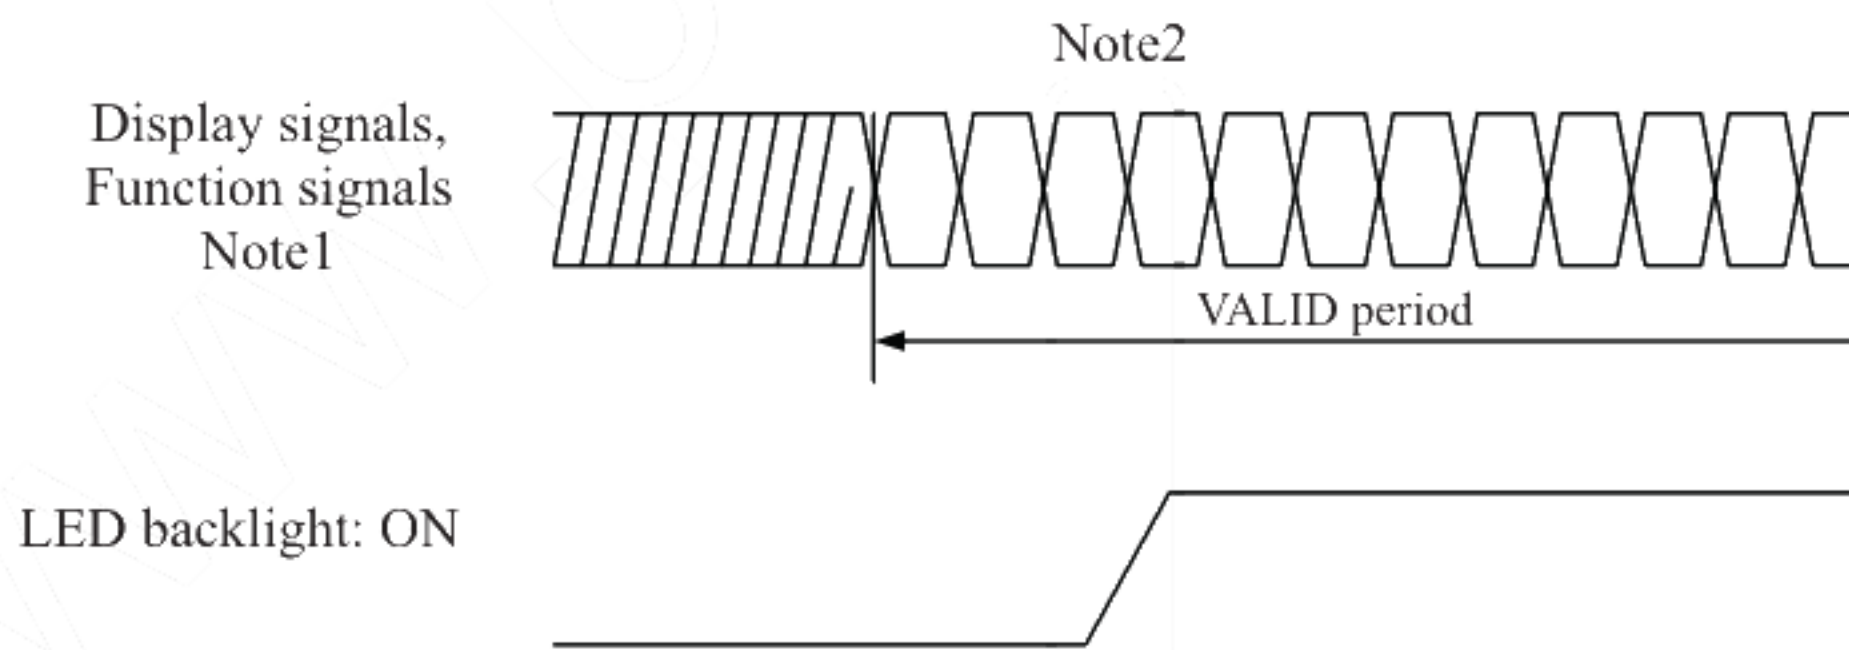 Note2
Display signals,
Function signals
Note1
VALID period
LED backlight: ON